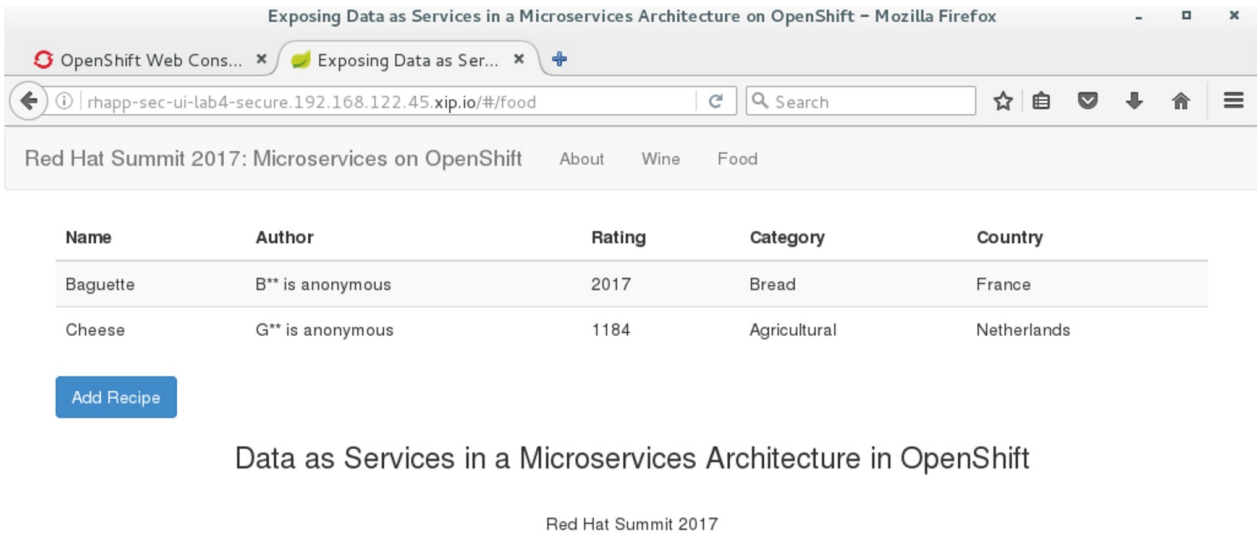 Exposing Data as Services in a Microservices Architecture on OpenShift – Mozilla Firefox
OpenShift Web Cons... Exposing Data as Ser...
rhapp-sec-ui-lab4-secure.192.168.122.45.xip.io/#/food Search
Red Hat Summit 2017: Microservices on OpenShift About Wine Food
Name Author Rating Category Country
Baguette B** is anonymous 2017 Bread France
Cheese G** is anonymous 1184 Agricultural Netherlands
Add Recipe
Data as Services in a Microservices Architecture in OpenShift
Red Hat Summit 2017